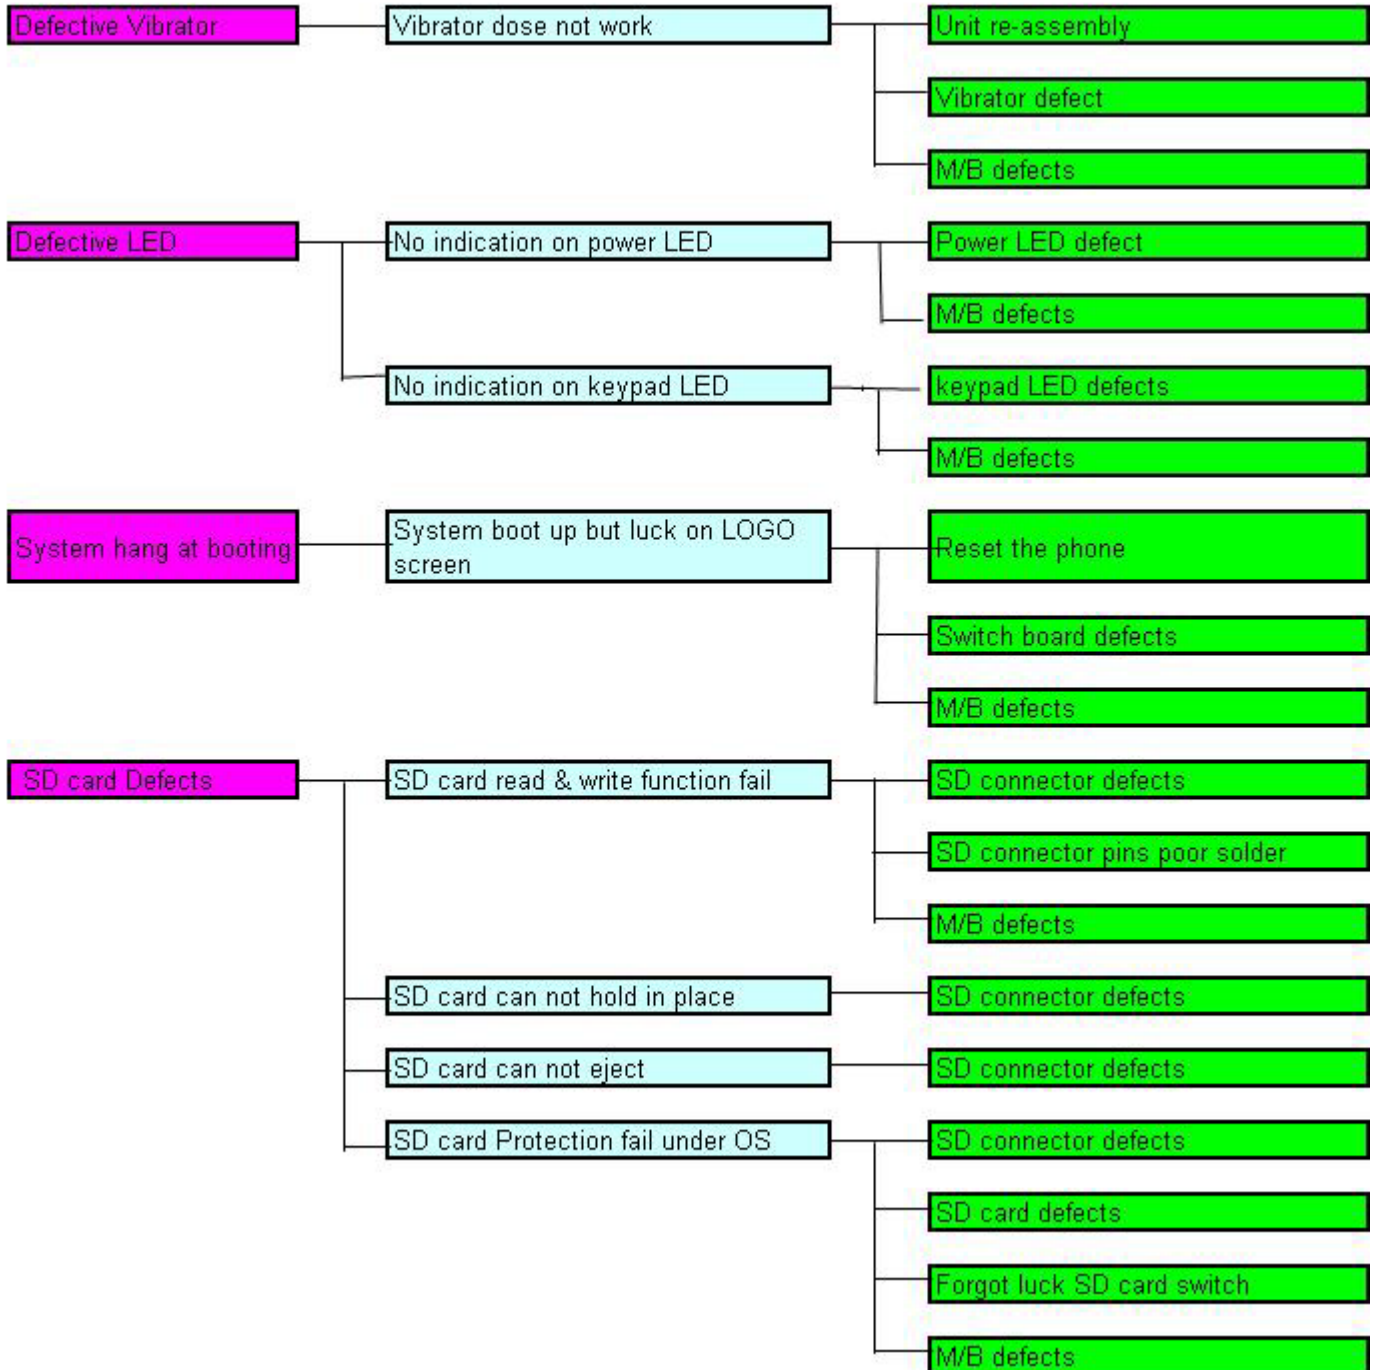 Defective Vibrator
Vibrator dose not work
Unit re-assembly
Vibrator defect
M/B defects
Defective LED
No indication on power LED
Power LED defect
M/B defects
No indication on keypad LED
keypad LED defects
M/B defects
System hang at booting
System boot up but luck on LOGO
screen
Reset the phone
Switch board defects
M/B defects
SD card Defects
SD card read & write function fail
SD connector defects
SD connector pins poor solder
M/B defects
SD card can not hold in place
SD connector defects
SD card can not eject
SD connector defects
SD card Protection fail under OS
SD connector defects
SD card defects
Forgot luck SD card switch
M/B defects